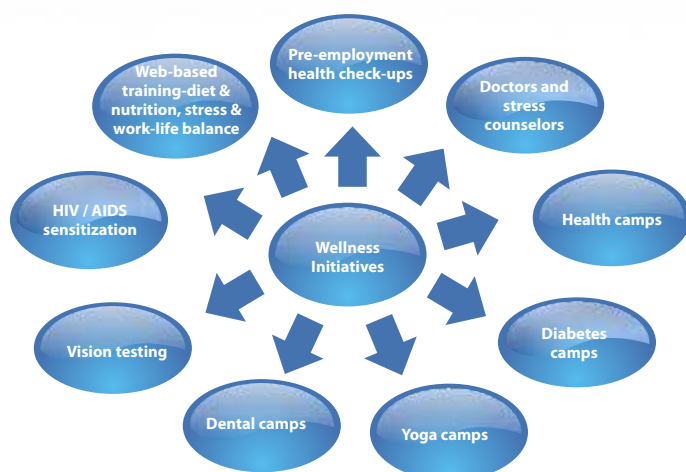 Pre-employment
health check-ups
Doctors and
stress
counselors
Health camps
Diabetes
camps
Yoga camps
Dental camps
Vision testing
HIV / AIDS
sensitization
Web-based
training-diet &
nutrition, stress &
work-life balance
Wellness
Initiatives